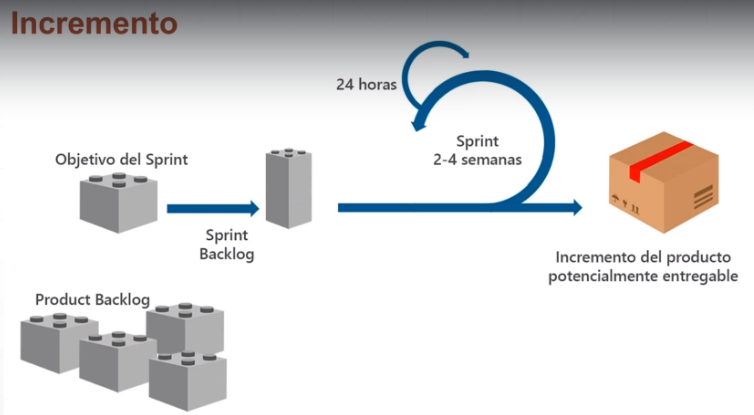 Incremento
24 horas
Sprint
2-4 semanas
Objetivo del Sprint
Sprint
Backlog
Incremento del producto
potencialmente entregable
Product Backlog